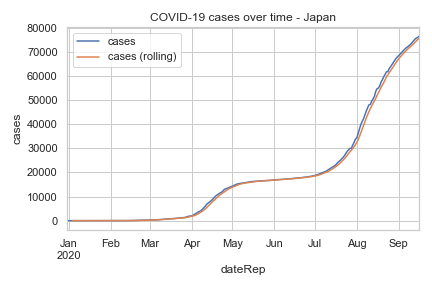 COVID-19 cases over time - Japan
cases
cases (rolling)
80000
70000
60000
50000
40000
30000
20000
10000
0
cases
Jan Feb Mar Apr May Jun Jul Aug Sep
2020
dateRep